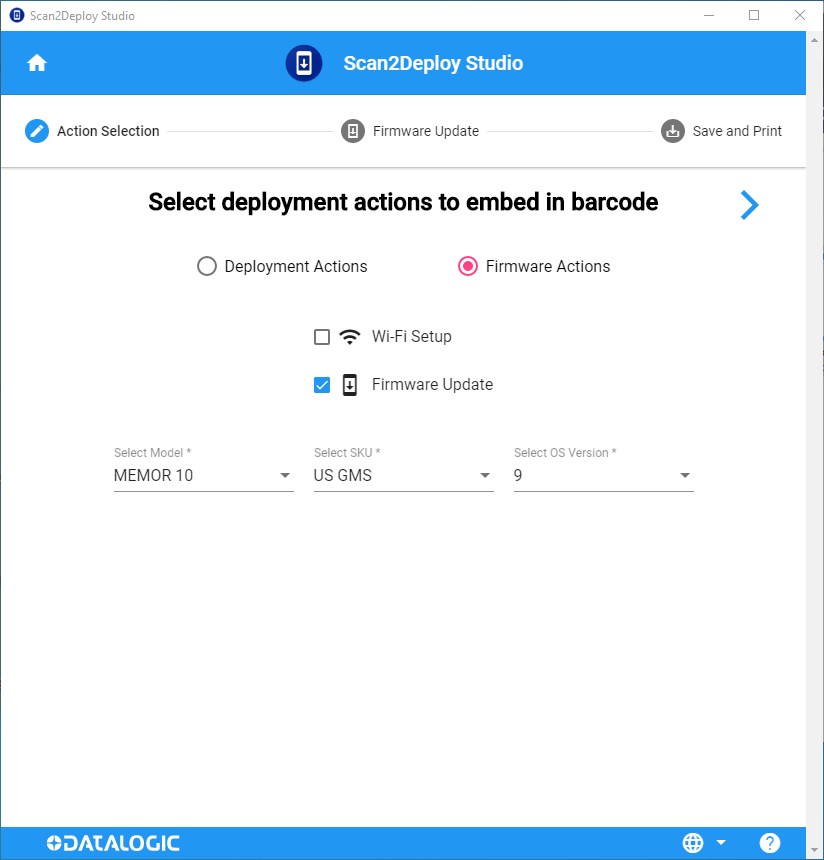 Scan2Deploy Studio
Scan2Deploy Studio
Action Selection
Firmware Update
Save and Print
Select deployment actions to embed in barcode
Deployment Actions
Firmware Actions
Wi-Fi Setup
Firmware Update
Select Model *
MEMOR 10
Select SKU *
US GMS
Select OS Version *
9
DATALOGIC
?